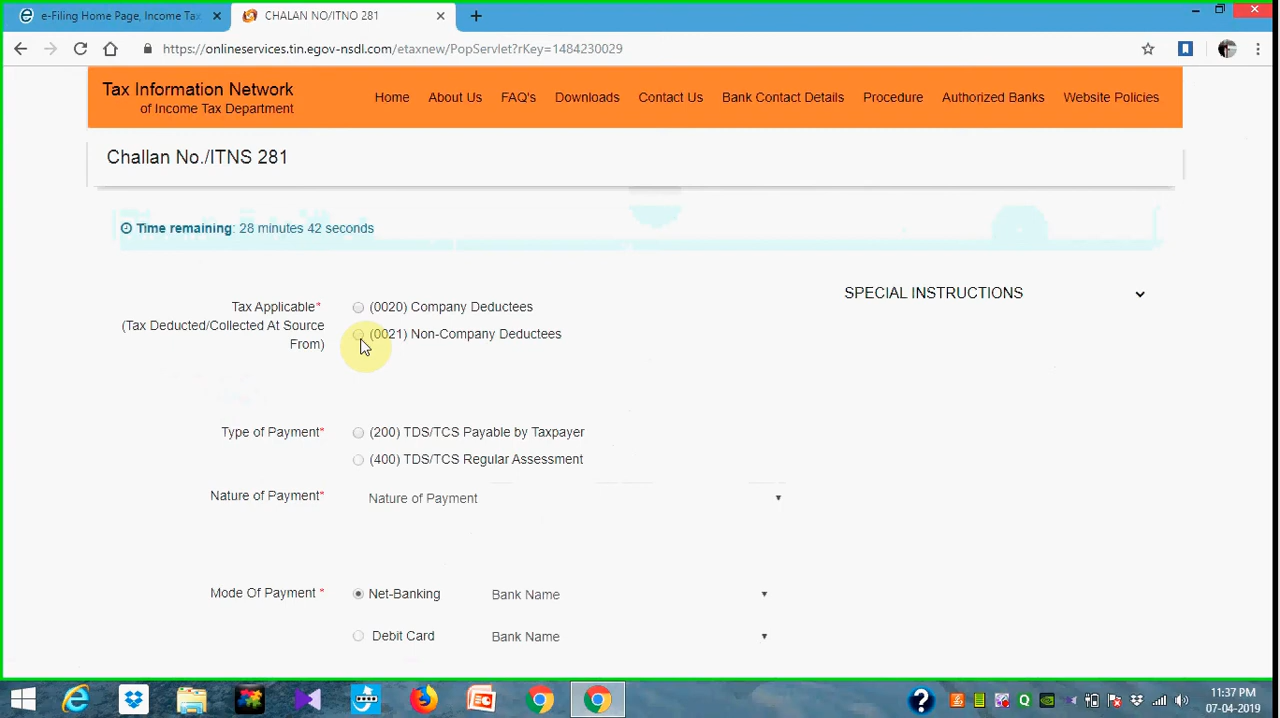 e-Filing Home Page, Income Tax
CHALAN NO/ITNO 281
https://onlineservices.tin.egov-nsdl.com/etaxnew/PopServlet?rKey=1484230029
Tax Information Network
of Income Tax Department
Home About Us FAQ's Downloads Contact Us Bank Contact Details Procedure Authorized Banks Website Policies
Challan No./ITNS 281
Time remaining: 28 minutes 42 seconds
SPECIAL INSTRUCTIONS
Tax Applicable* (0020) Company Deductees
(Tax Deducted/Collected At Source (0021) Non-Company Deductees
From)
Type of Payment* (200) TDS/TCS Payable by Taxpayer
(400) TDS/TCS Regular Assessment
Nature of Payment* Nature of Payment
Mode Of Payment * Net-Banking Bank Name
Debit Card Bank Name
11:37 PM
07-04-2019